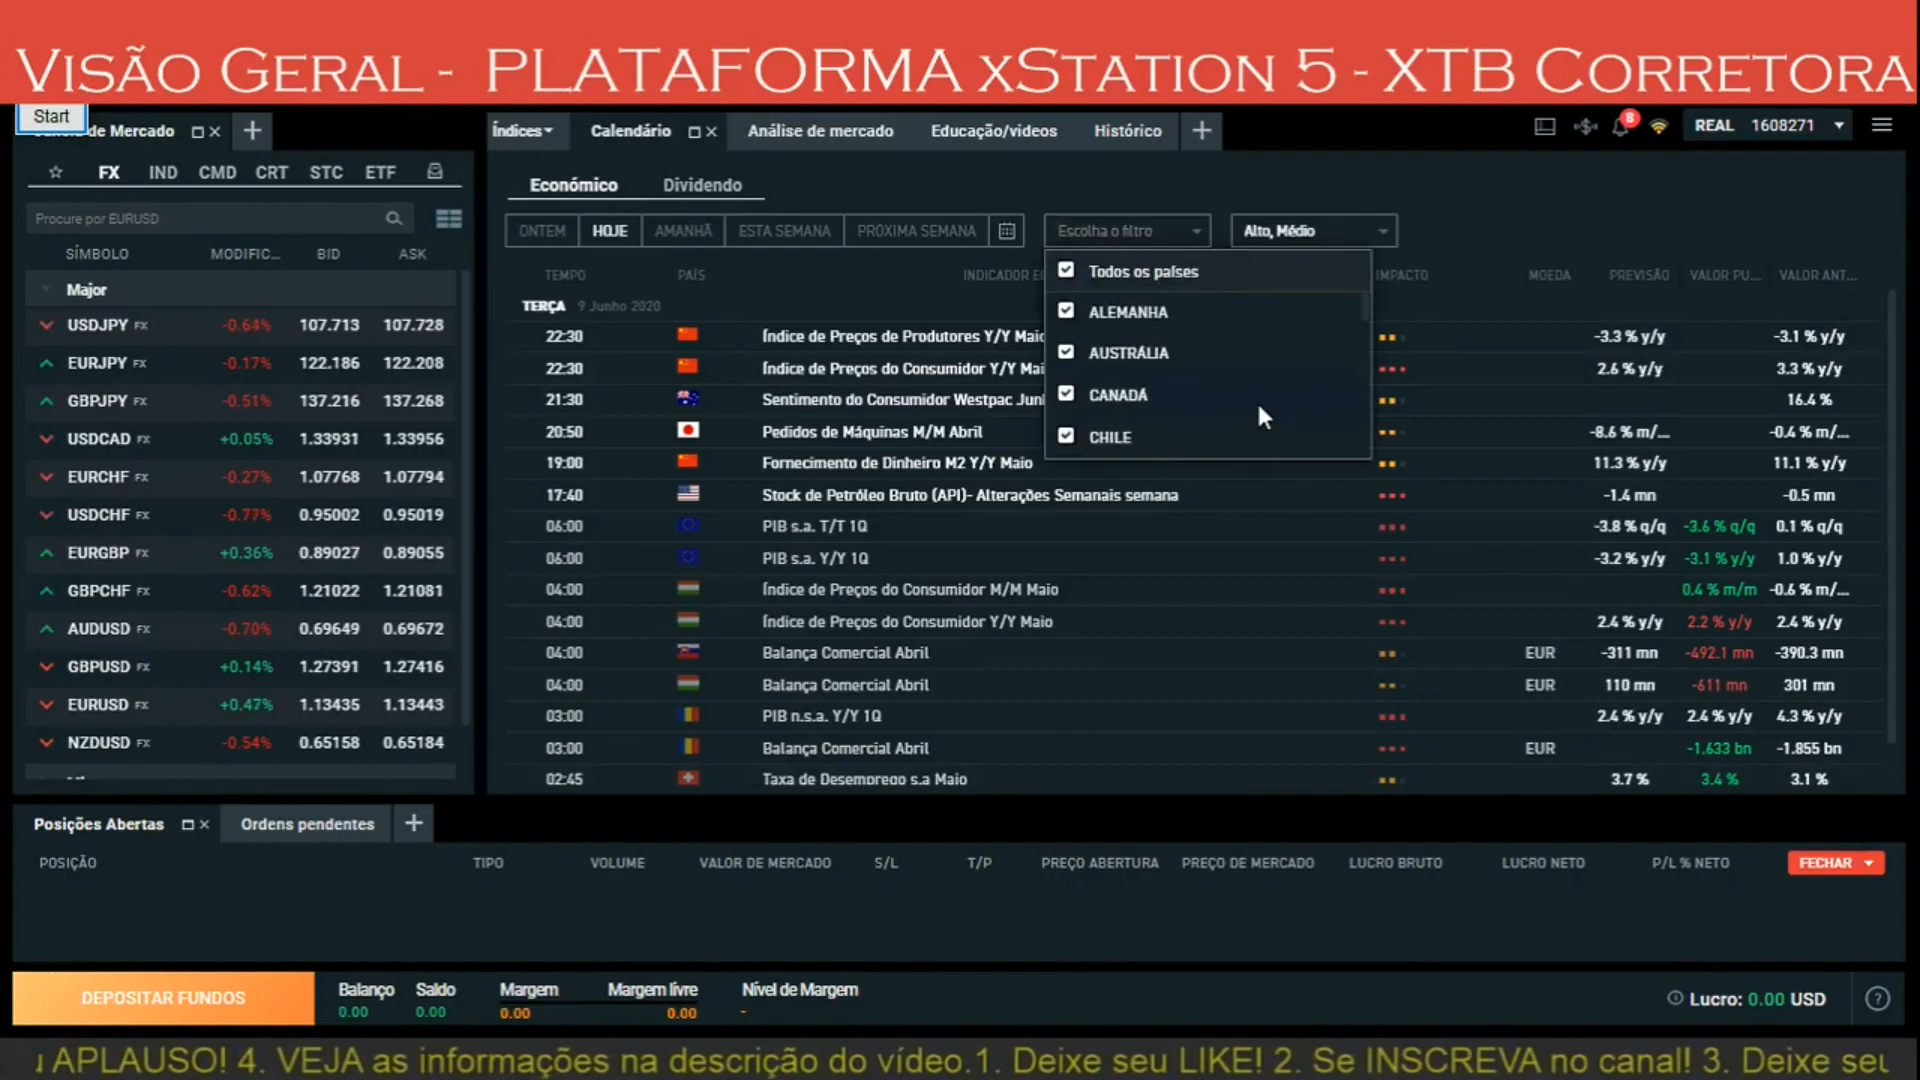 VISÃO GERAL - PLATAFORMA XSTATION 5 - XTB CORRETORA
Start
de Mercado
Índices
Calendário
Análise de mercado
Educação/videos
Histórico
8
REAL 1608271
FX IND CMD CRT STC ETF
Procure por EURUSD
SÍMBOLO MODIFIC... BID ASK
Major
USDJPY FX -0.64% 107.713 107.728
EURJPY FX -0.17% 122.186 122.208
GBPJPY FX -0.51% 137.216 137.268
USDCAD FX +0.05% 1.33931 1.33956
EURCHF FX -0.27% 1.07768 1.07794
USDCHF FX -0.77% 0.95002 0.95019
EURGBP FX +0.36% 0.89027 0.89055
GBPCHF FX -0.62% 1.21022 1.21081
AUDUSD FX -0.70% 0.69649 0.69672
GBPUSD FX +0.14% 1.27391 1.27416
EURUSD FX +0.47% 1.13435 1.13443
NZDUSD FX -0.54% 0.65158 0.65184
Económico Dividendo
ONTEM HOJE AMANHÃ ESTA SEMANA PRÓXIMA SEMANA Escolha o filtro Alto, Médio
TEMPO PAÍS INDICADOR E IMPACTO MOEDA PREVISÃO VALOR PU... VALOR ANT...
Todos os países
ALEMANHA
AUSTRÁLIA
CANADÁ
CHILE
TERÇA 9 Junho 2020
22:30 Índice de Preços de Produtores Y/Y Maio -3.3 % y/y -3.1 % y/y
22:30 Índice de Preços do Consumidor Y/Y Mai 2.6 % y/y 3.3 % y/y
21:30 Sentimento do Consumidor Westpac Jun 16.4 %
20:50 Pedidos de Máquinas M/M Abril -8.6 % m/... -0.4 % m/...
19:00 Fornecimento de Dinheiro M2 Y/Y Maio 11.3 % y/y 11.1 % y/y
17:40 Stock de Petróleo Bruto (API)- Alterações Semanais semana -1.4 mn -0.5 mn
06:00 PIB s.a. T/T 1Q -3.8 % q/q -3.6 % q/q 0.1 % q/q
06:00 PIB s.a. Y/Y 1Q -3.2 % y/y -3.1 % y/y 1.0 % y/y
04:00 Índice de Preços do Consumidor M/M Maio 0.4 % m/m -0.6 % m/...
04:00 Índice de Preços do Consumidor Y/Y Maio 2.4 % y/y 2.2 % y/y 2.4 % y/y
04:00 Balança Comercial Abril EUR -311 mn -492.1 mn -390.3 mn
04:00 Balança Comercial Abril EUR 110 mn -611 mn 301 mn
03:00 PIB n.s.a. Y/Y 1Q 2.4 % y/y 2.4 % y/y 4.3 % y/y
03:00 Balança Comercial Abril EUR -1.633 bn -1.855 bn
02:45 Taxa de Desemprego s.a Maio 3.7 % 3.4 % 3.1 %
Posições Abertas Ordens pendentes
POSIÇÃO TIPO VOLUME VALOR DE MERCADO S/L T/P PREÇO ABERTURA PREÇO DE MERCADO LUCRO BRUTO LUCRO NETO P/L % NETO FECHAR
DEPOSITAR FUNDOS
Balanço Saldo Margem Margem livre Nível de Margem
0.00 0.00 0.00 0.00 -
Lucro: 0.00 USD
APLAUSO! 4. VEJA as informações na descrição do vídeo.1. Deixe seu LIKE! 2. Se INSCREVA no canal! 3. Deixe seu